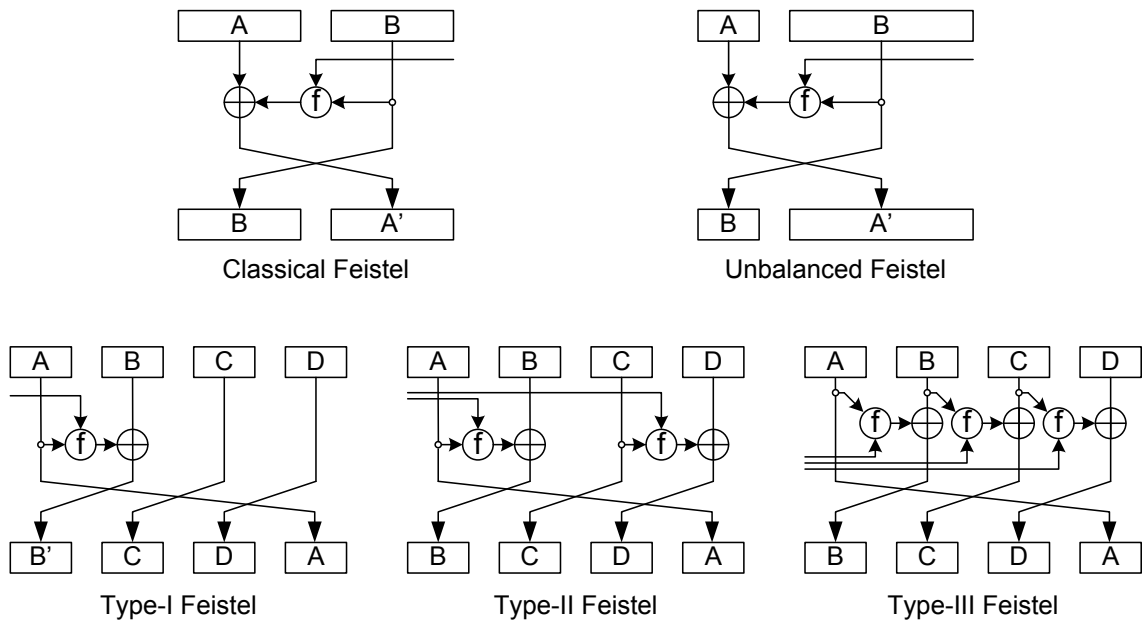 A B A B
f f
B A' B A'
Classical Feistel Unbalanced Feistel
A B C D A B C D A B C D
f f f f f f
B' C D A B C D A B C D A
Type-I Feistel Type-II Feistel Type-III Feistel